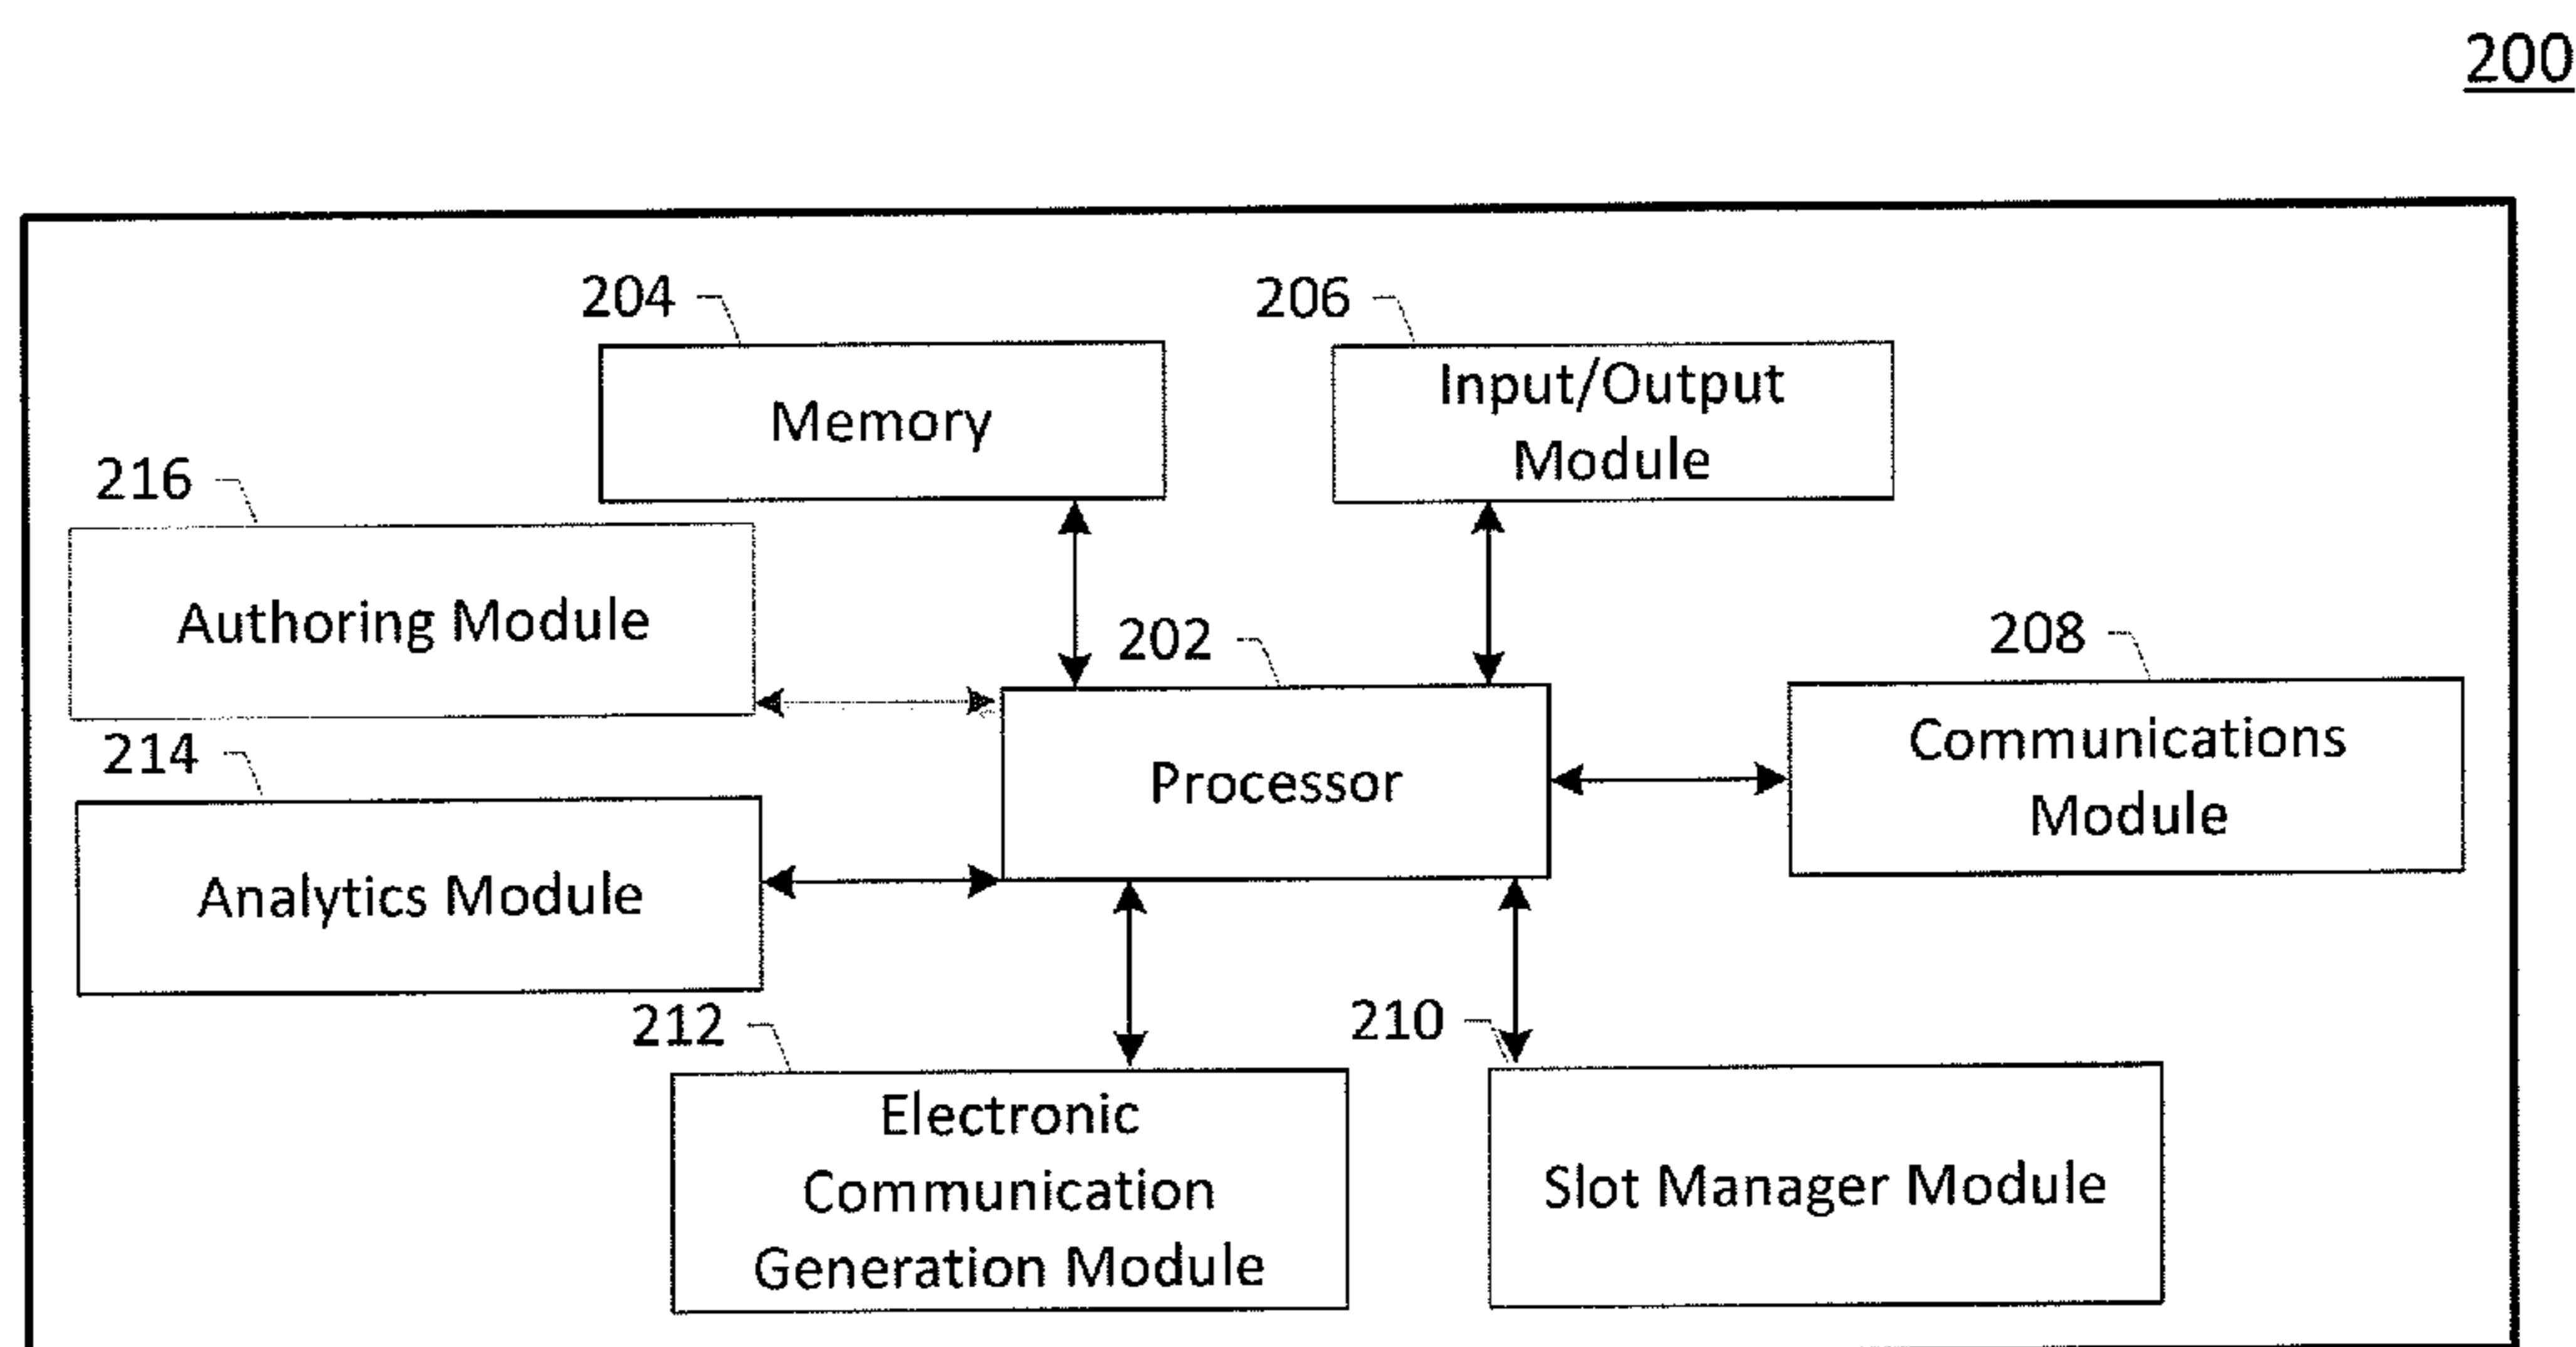 200
204
206
Memory
Input/Output
Module
216
Authoring Module
202
208
Processor
Communications
Module
214
Analytics Module
212
210
Electronic
Communication
Generation Module
Slot Manager Module